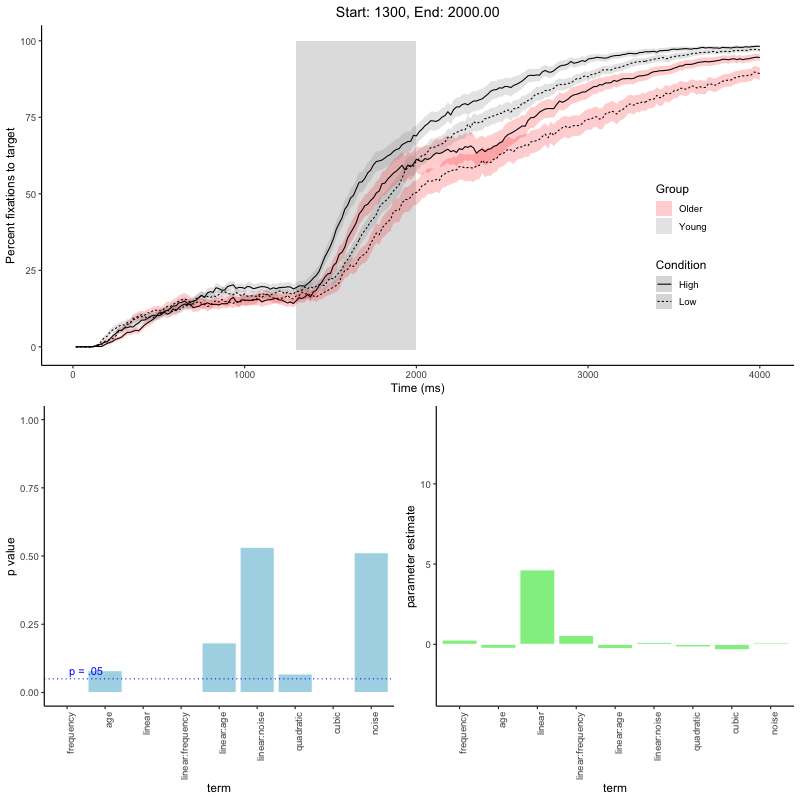 Start: 1300, End: 2000.00
Percent fixations to target
100
75
50
25
0
0
1000
2000
3000
4000
Time (ms)
Group
Older
Young
Condition
High
Low
p value
1.00
0.75
0.50
0.25
0.00
p = .05
frequency
age
linear
linear:frequency
linear:age
linear:noise
quadratic
cubic
noise
term
parameter estimate
10
5
0
frequency
age
linear
linear:frequency
linear:age
linear:noise
quadratic
cubic
noise
term